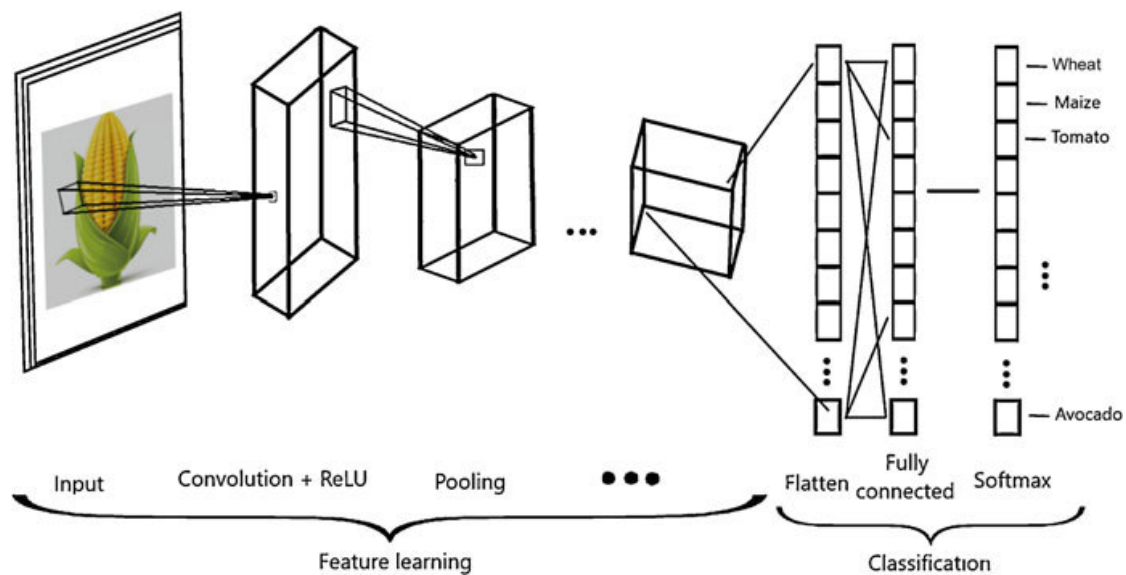 Wheat
Maize
Tomato
Avocado
Input
Convolution + ReLU
Pooling
Flatten
Fully
connected
Softmax
Feature learning
Classification